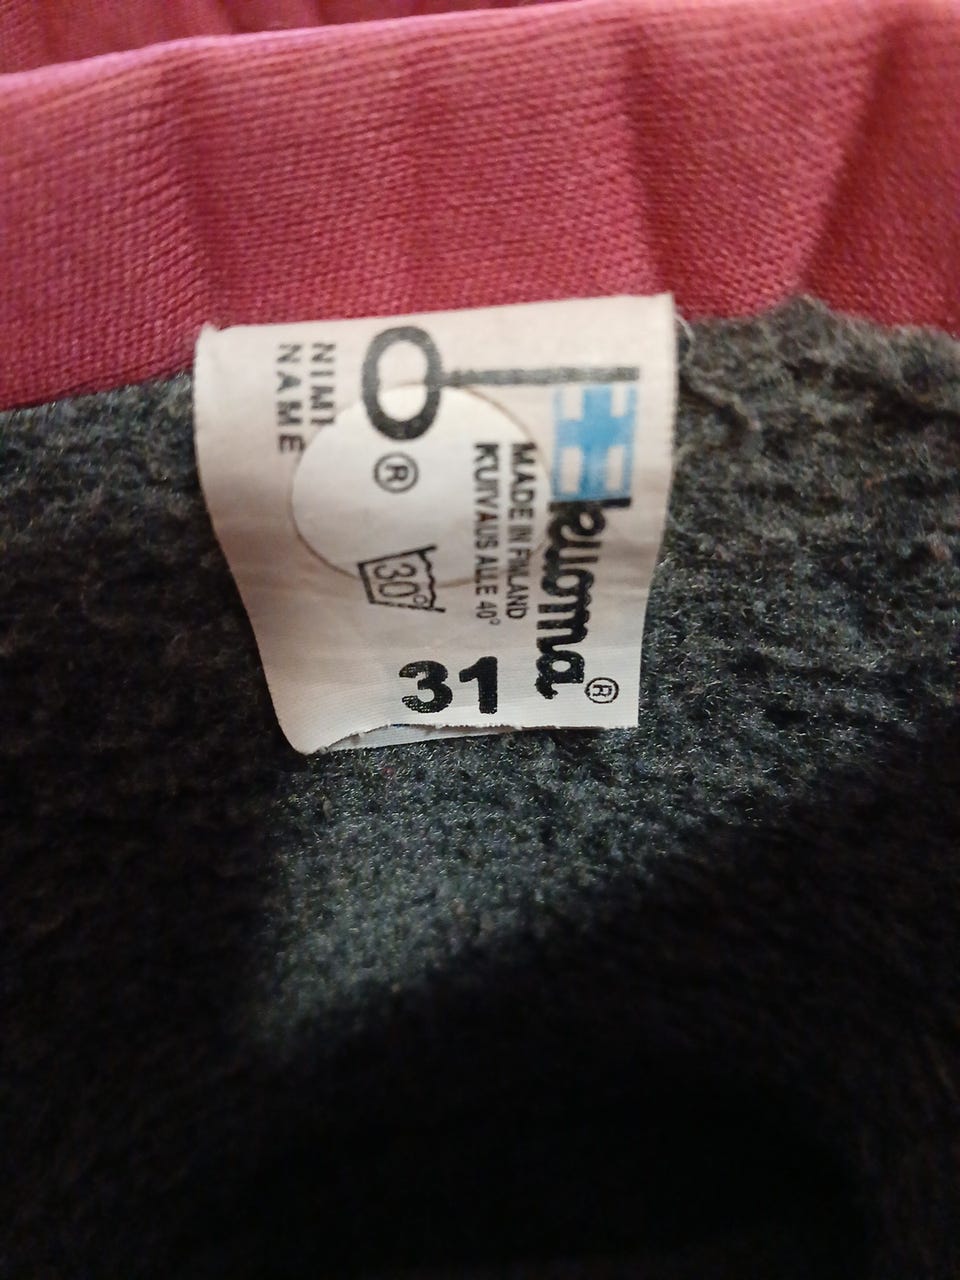 kuoma®
MADE IN FINLAND
KUIVAUS ALLE 40°
®
30°
NIMI
NAME
31